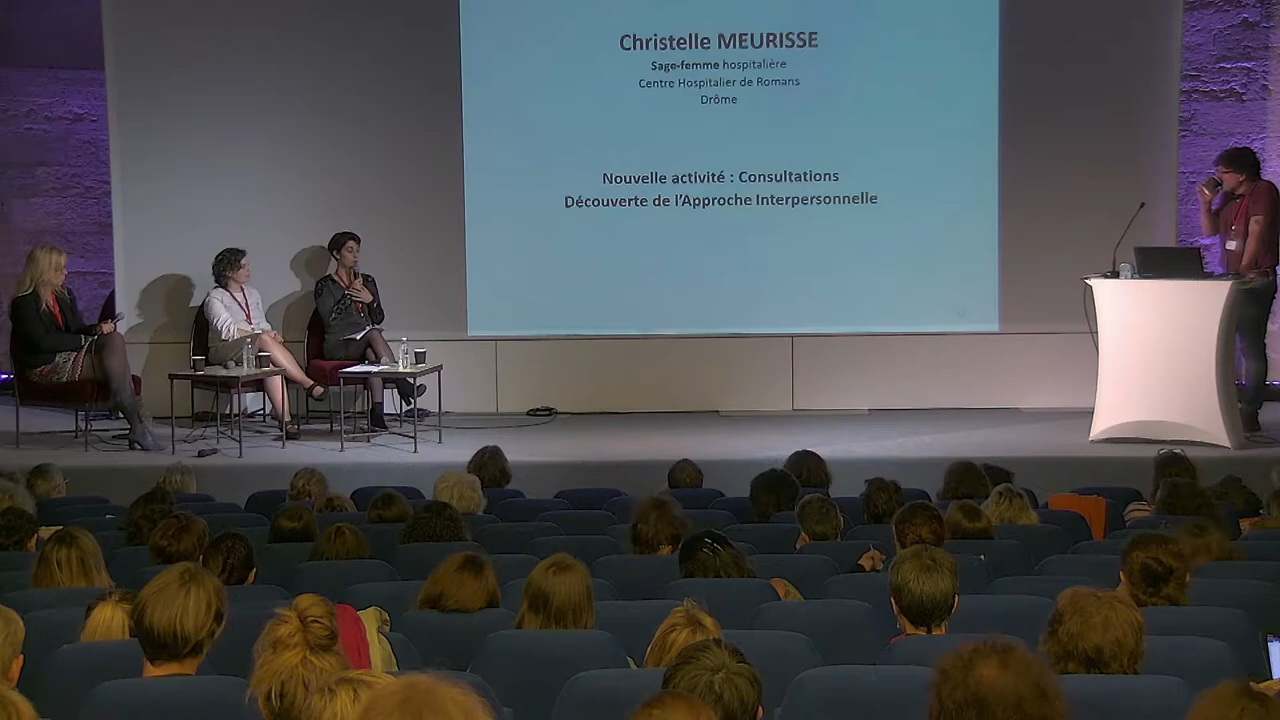 Christelle MEURISSE
Sage-femme hospitalière
Centre Hospitalier de Romans
Drôme
Nouvelle activité : Consultations
Découverte de l'Approche Interpersonnelle